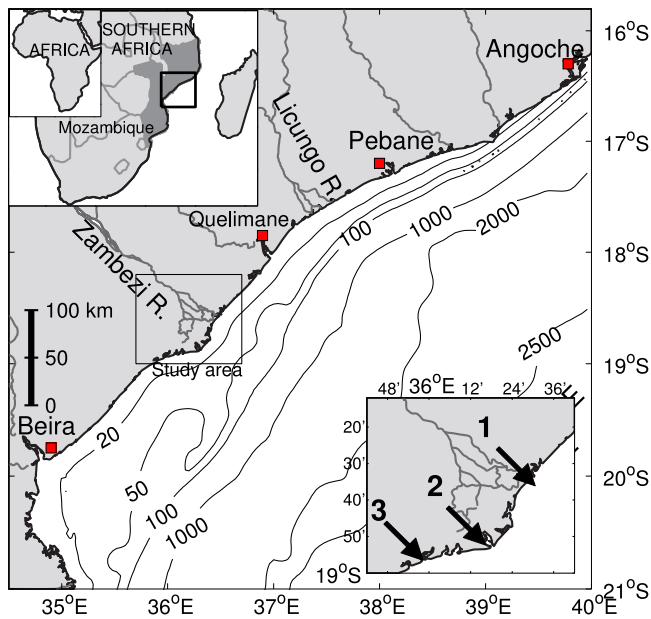 SOUTHERN
AFRICA
AFRICA
Mozambique
16°S
Angoche
Licungo R.
Pebane
17°S
Quelimane
100
1000
2000
Zambezi R.
18°S
100 km
50
0
Study area
2500
19°S
Beira
20
50
100
1000
20°S
48' 36°E 12' 24' 36'
20'
30'
40'
50'
19°S
1
2
3
21°S
35°E 36°E 37°E 38°E 39°E 40°E